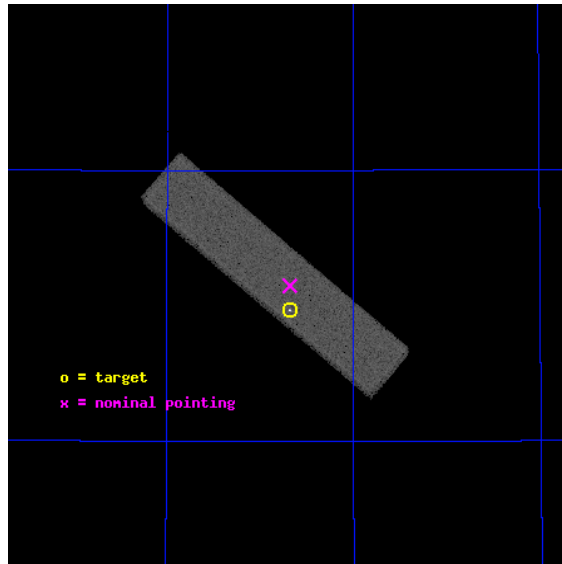 o = target
x = nominal pointing